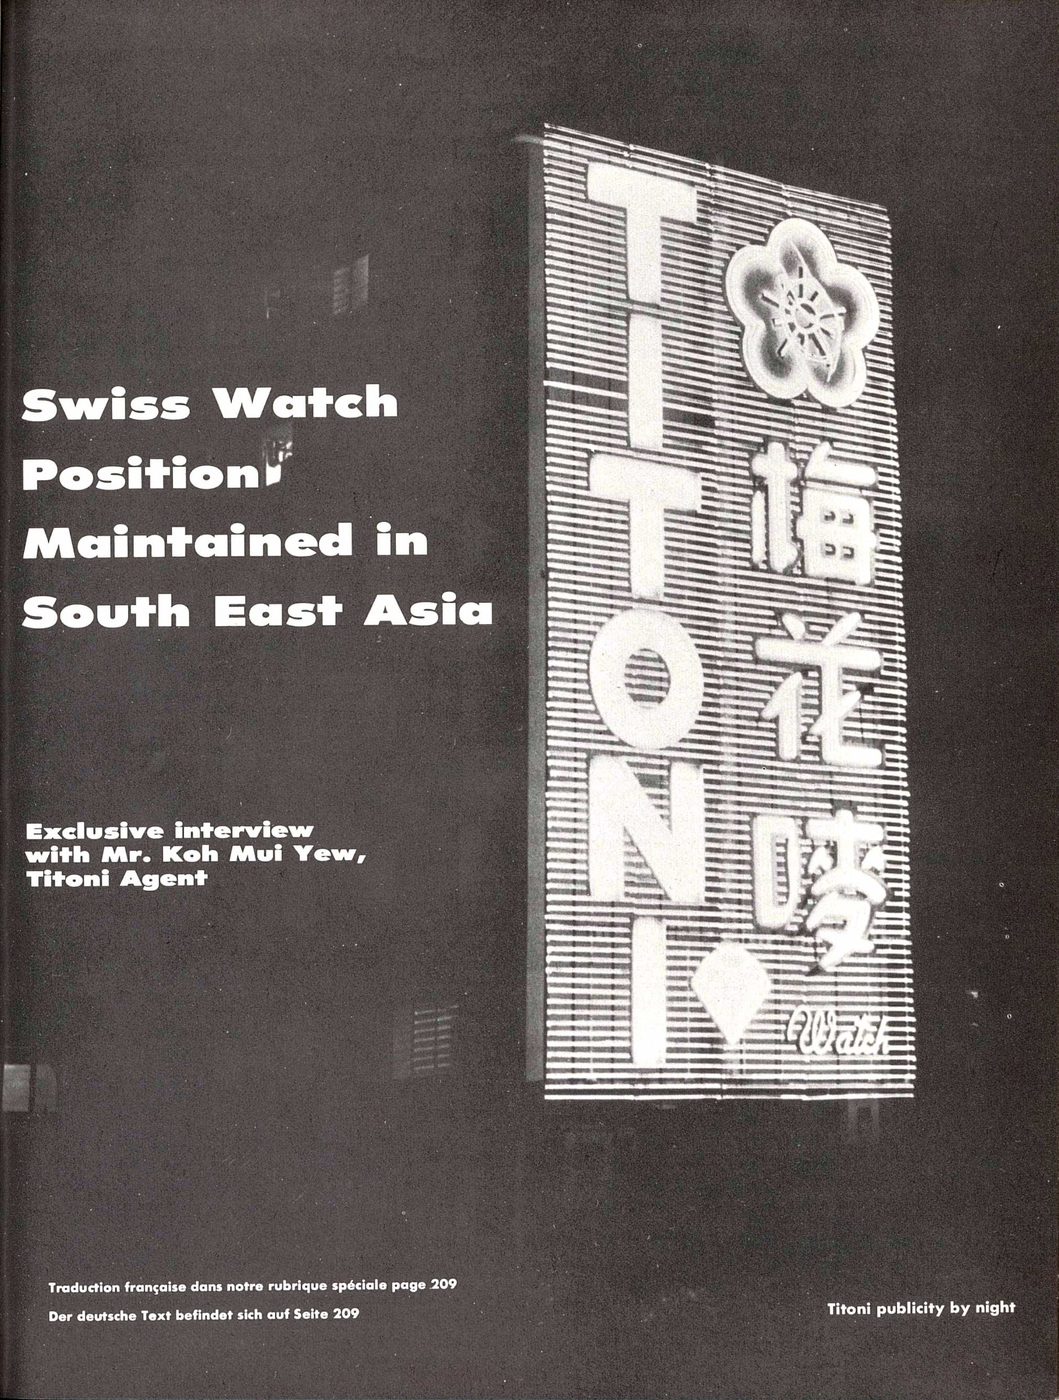 Swiss Watch
Position
Maintained in
South East Asia
Exclusive interview
with Mr. Koh Mui Yew,
Titoni Agent
TITONI
梅花嘜
Watch
Traduction française dans notre rubrique spéciale page 209
Der deutsche Text befindet sich auf Seite 209
Titoni publicity by night